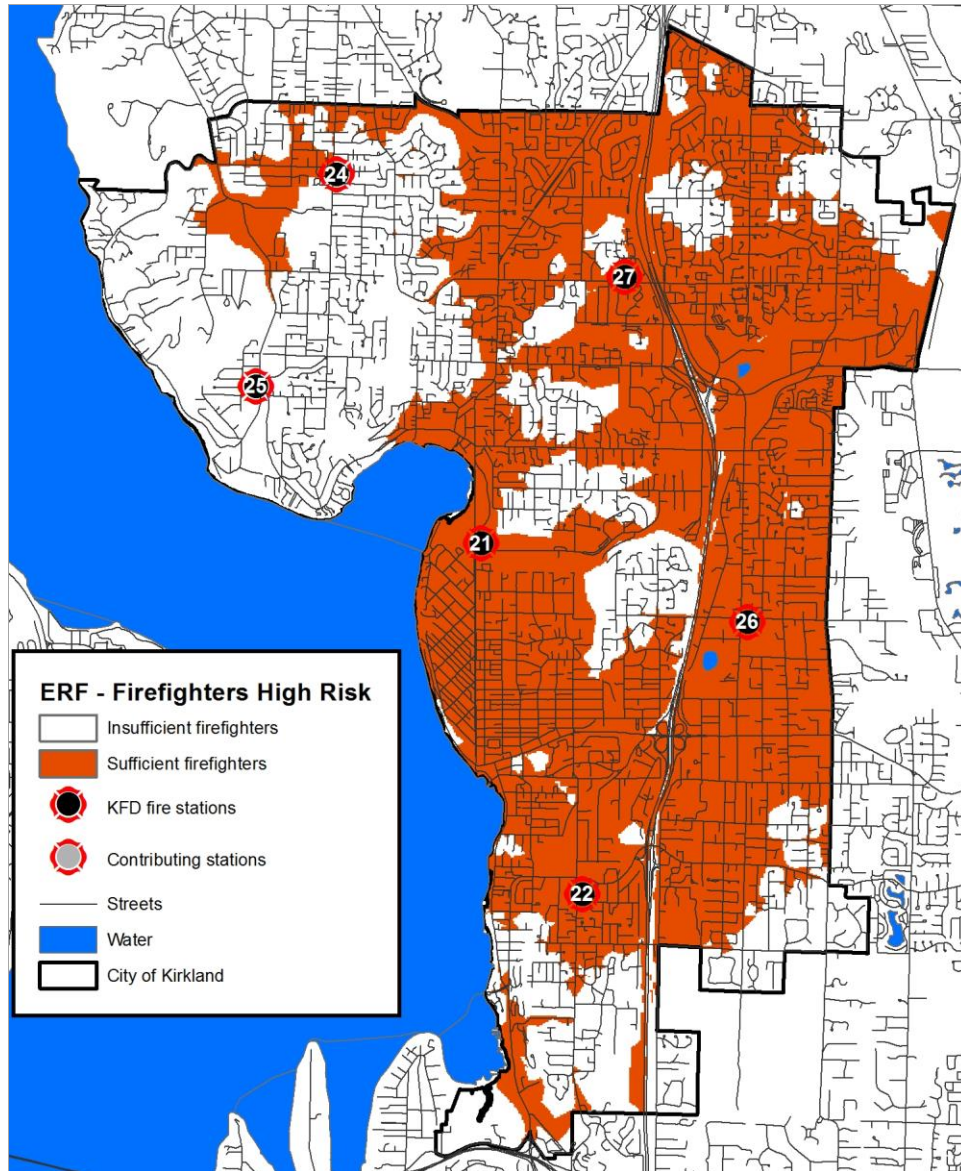 24
27
25
21
26
22
ERF - Firefighters High Risk
Insufficient firefighters
Sufficient firefighters
KFD fire stations
Contributing stations
Streets
Water
City of Kirkland